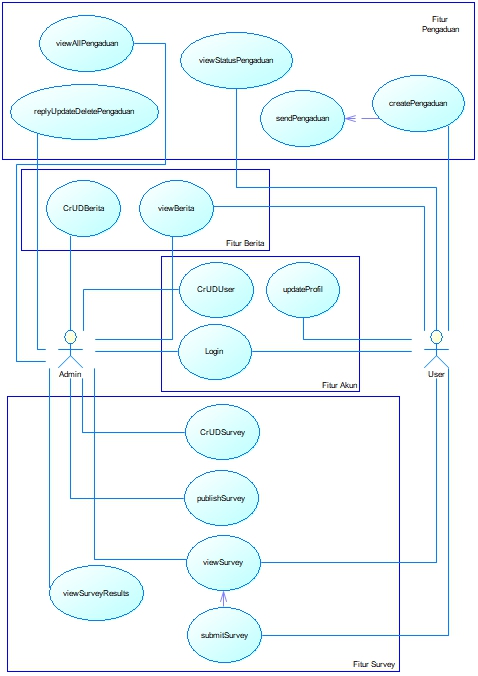 Fitur
Pengaduan
viewAllPengaduan
viewStatusPengaduan
replyUpdateDeletePengaduan
createPengaduan
sendPengaduan
CrUDBerita
viewBerita
Fitur Berita
CrUDUser
updateProfil
Login
Admin
User
Fitur Akun
CrUDSurvey
publishSurvey
viewSurvey
viewSurveyResults
submitSurvey
Fitur Survey